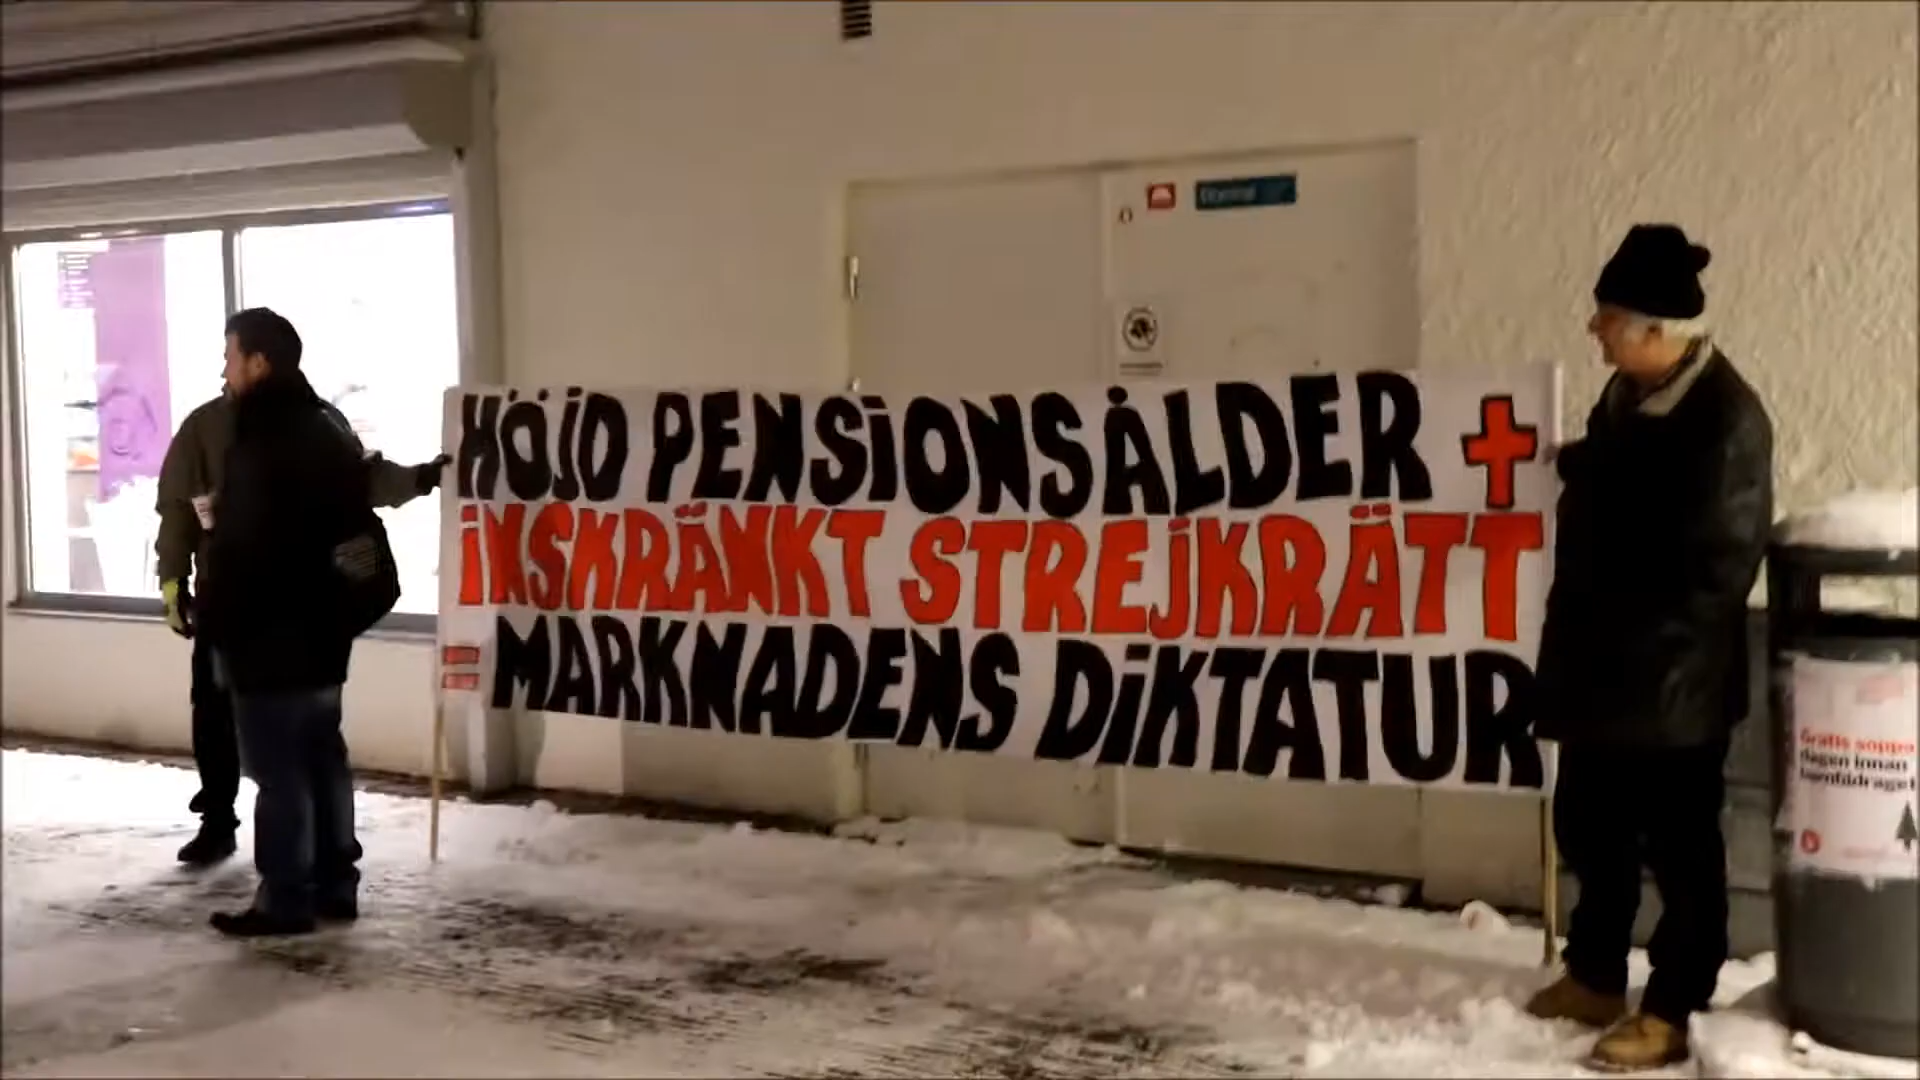 HÖJD PENSIONSÅLDER +
INSKRÄNKT STREJKRÄTT
= MARKNADENS DIKTATUR
Gratis soppa
dagen innan